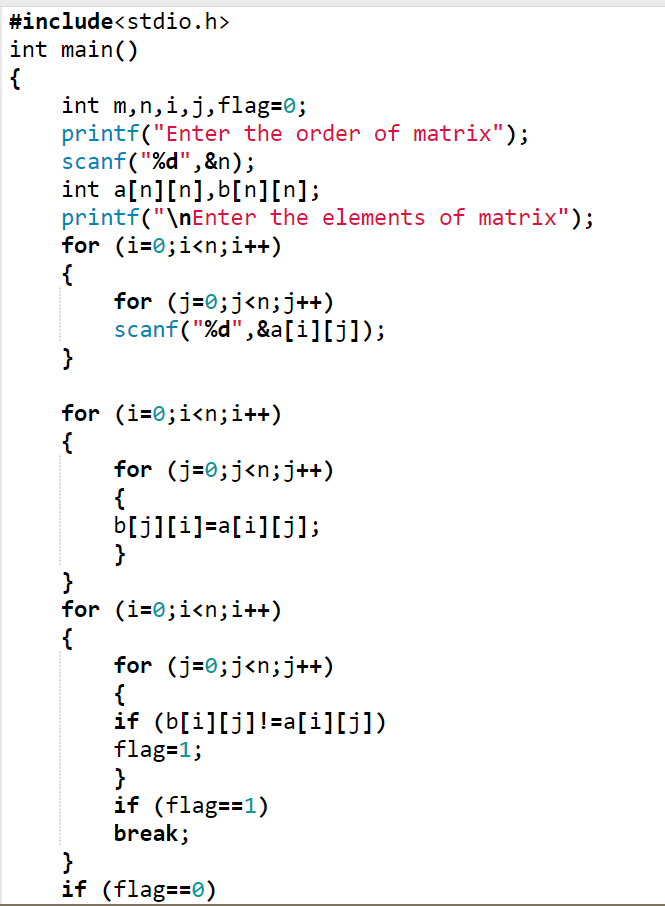 #include<stdio.h>
int main()
{
    int m,n,i,j,flag=0;
    printf("Enter the order of matrix");
    scanf("%d",&n);
    int a[n][n],b[n][n];
    printf("\nEnter the elements of matrix");
    for (i=0;i<n;i++)
    {
        for (j=0;j<n;j++)
        scanf("%d",&a[i][j]);
    }

    for (i=0;i<n;i++)
    {
        for (j=0;j<n;j++)
        {
        b[j][i]=a[i][j];
        }
    }
    for (i=0;i<n;i++)
    {
        for (j=0;j<n;j++)
        {
        if (b[i][j]!=a[i][j])
        flag=1;
        }
        if (flag==1)
        break;
    }
    if (flag==0)